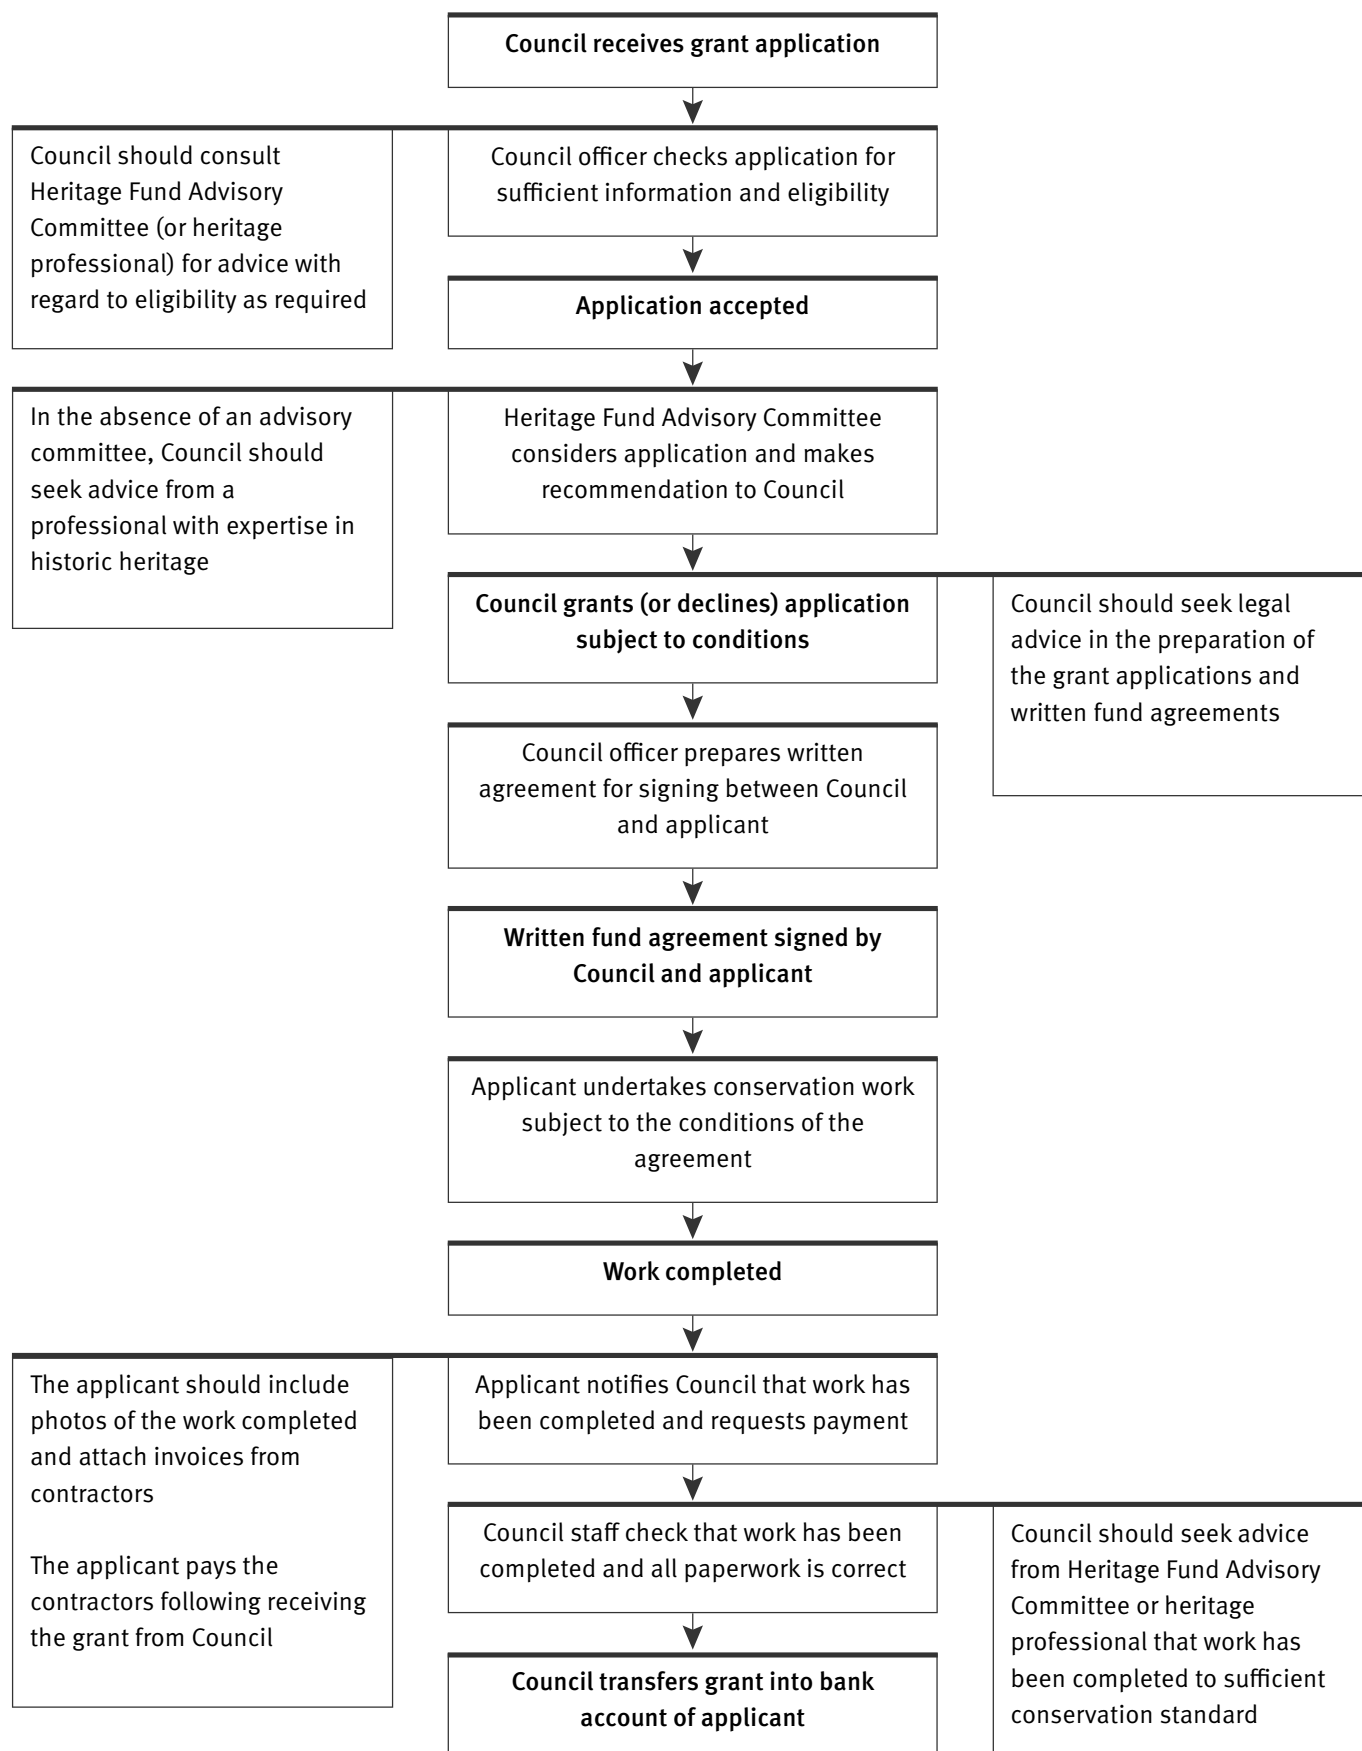 Council receives grant application
Council should consult
Heritage Fund Advisory
Committee (or heritage
professional) for advice with
regard to eligibility as required
Council officer checks application for
sufficient information and eligibility
Application accepted
In the absence of an advisory
committee, Council should
seek advice from a
professional with expertise in
historic heritage
Heritage Fund Advisory Committee
considers application and makes
recommendation to Council
Council grants (or declines) application
subject to conditions
Council should seek legal
advice in the preparation of
the grant applications and
written fund agreements
Council officer prepares written
agreement for signing between Council
and applicant
Written fund agreement signed by
Council and applicant
Applicant undertakes conservation work
subject to the conditions of the
agreement
Work completed
The applicant should include
photos of the work completed
and attach invoices from
contractors
The applicant pays the
contractors following receiving
the grant from Council
Applicant notifies Council that work has
been completed and requests payment
Council staff check that work has been
completed and all paperwork is correct
Council should seek advice
from Heritage Fund Advisory
Committee or heritage
professional that work has
been completed to sufficient
conservation standard
Council transfers grant into bank
account of applicant